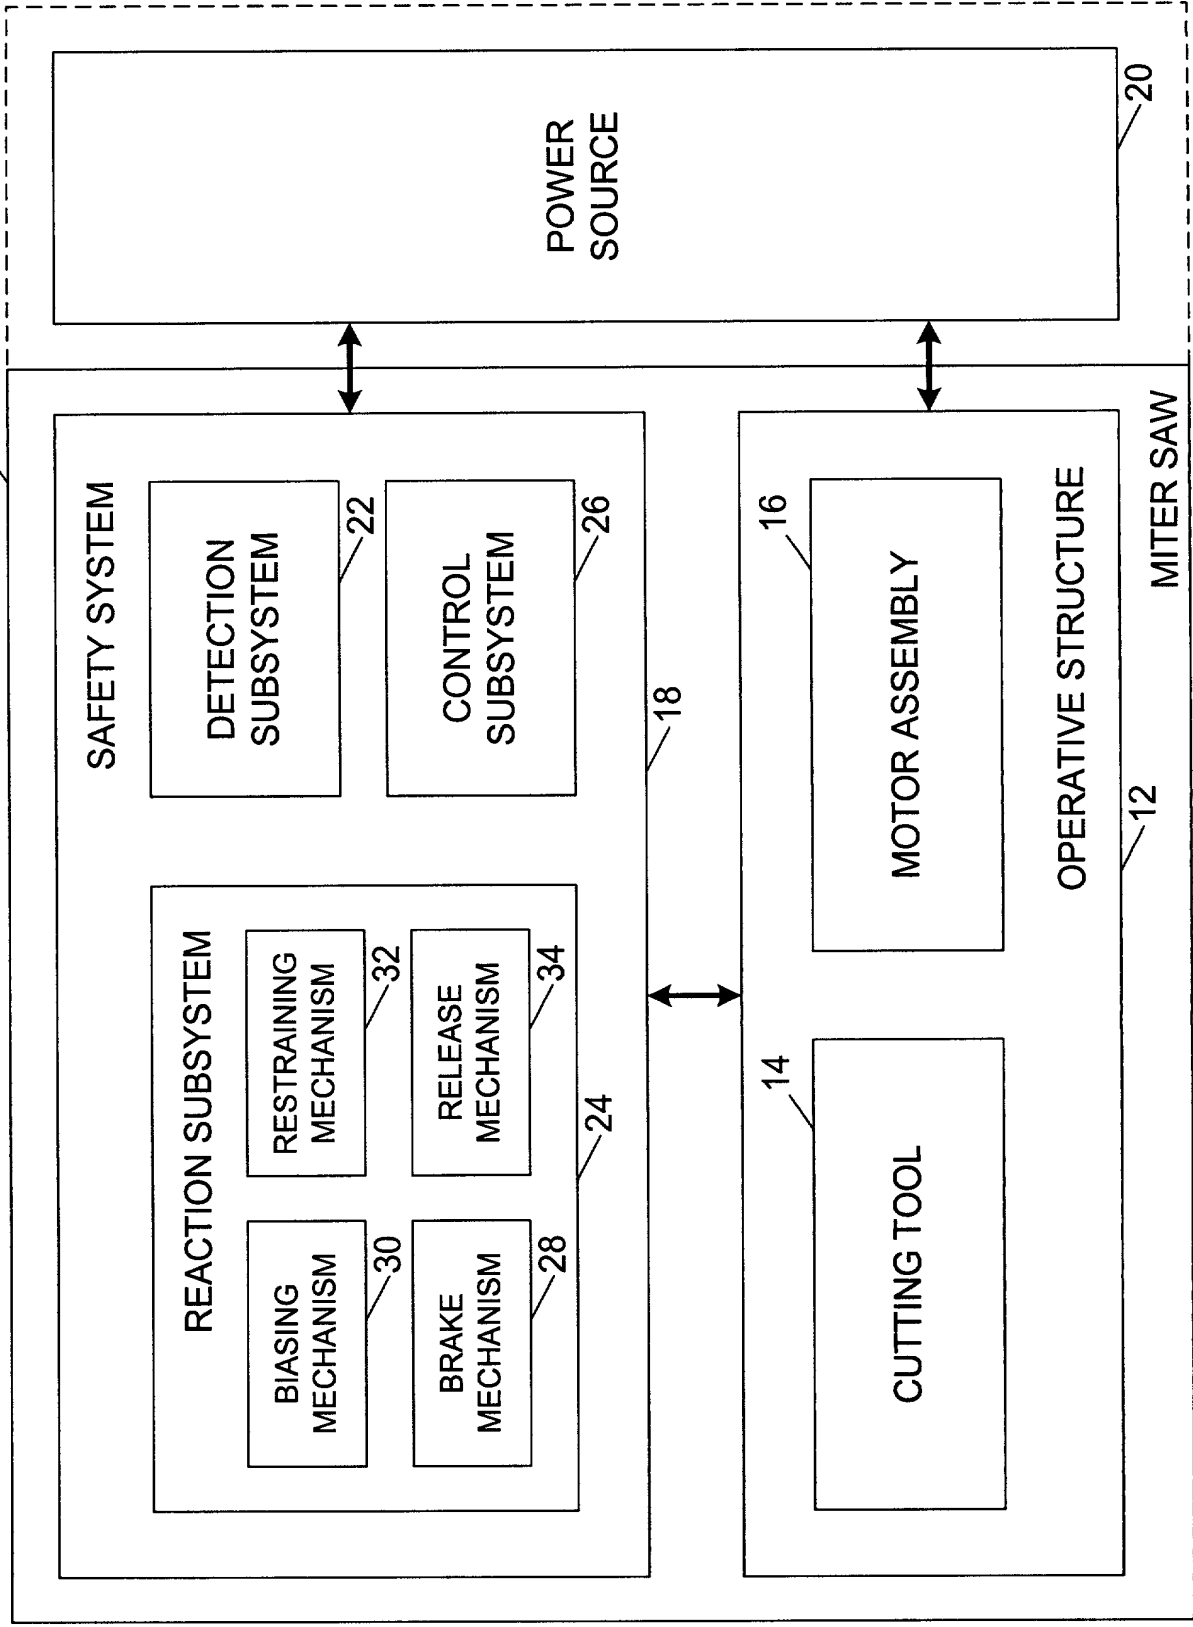 SAFETY SYSTEM
REACTION SUBSYSTEM
BIASING
MECHANISM
30
RESTRAINING
MECHANISM
32
BRAKE
MECHANISM
28
RELEASE
MECHANISM
34
24
DETECTION
SUBSYSTEM
22
CONTROL
SUBSYSTEM
26
18
CUTTING TOOL
14
MOTOR ASSEMBLY
16
OPERATIVE STRUCTURE
12
MITER SAW
POWER
SOURCE
20